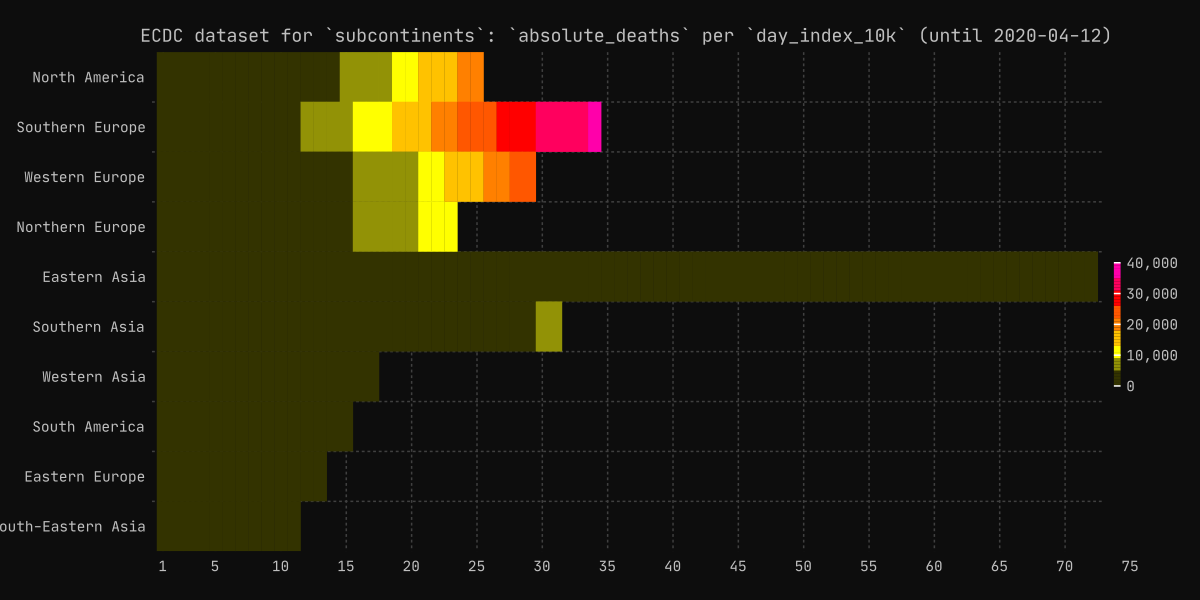 ECDC dataset for `subcontinents`: `absolute_deaths` per `day_index_10k` (until 2020-04-12)
North America
Southern Europe
Western Europe
Northern Europe
Eastern Asia
Southern Asia
Western Asia
South America
Eastern Europe
outh-Eastern Asia
40,000
30,000
20,000
10,000
0
1 5 10 15 20 25 30 35 40 45 50 55 60 65 70 75